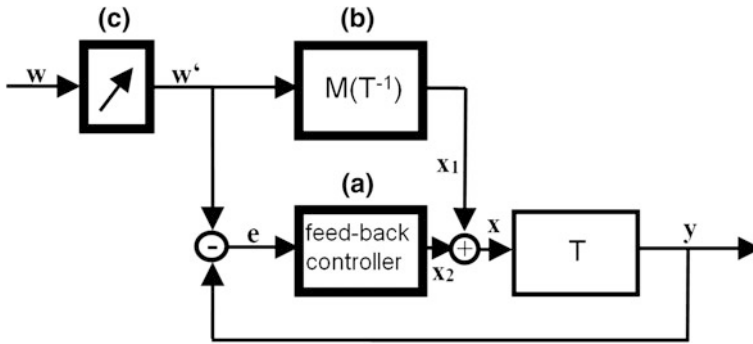 (c)
(b)
w
w‘
M(T⁻¹)
x₁
(a)
e
feed-back
controller
x₂
+
x
T
y
-